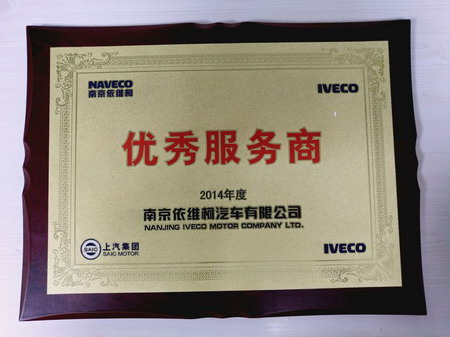 NAVECO
南京依维柯
IVECO
优秀服务商
2014年度
南京依维柯汽车有限公司
NANJING IVECO MOTOR COMPANY LTD.
SAIC
上汽集团
SAIC MOTOR
IVECO